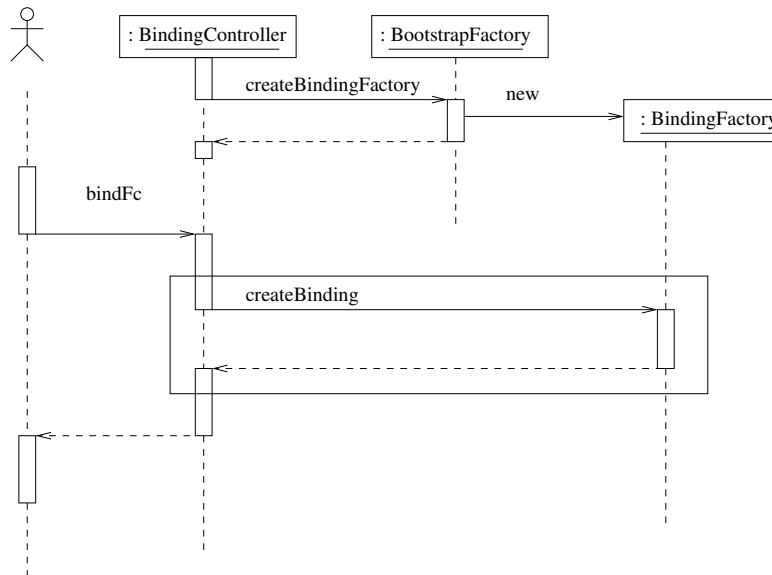 : BindingController
: BootstrapFactory
createBindingFactory
new
: BindingFactory
bindFc
createBinding